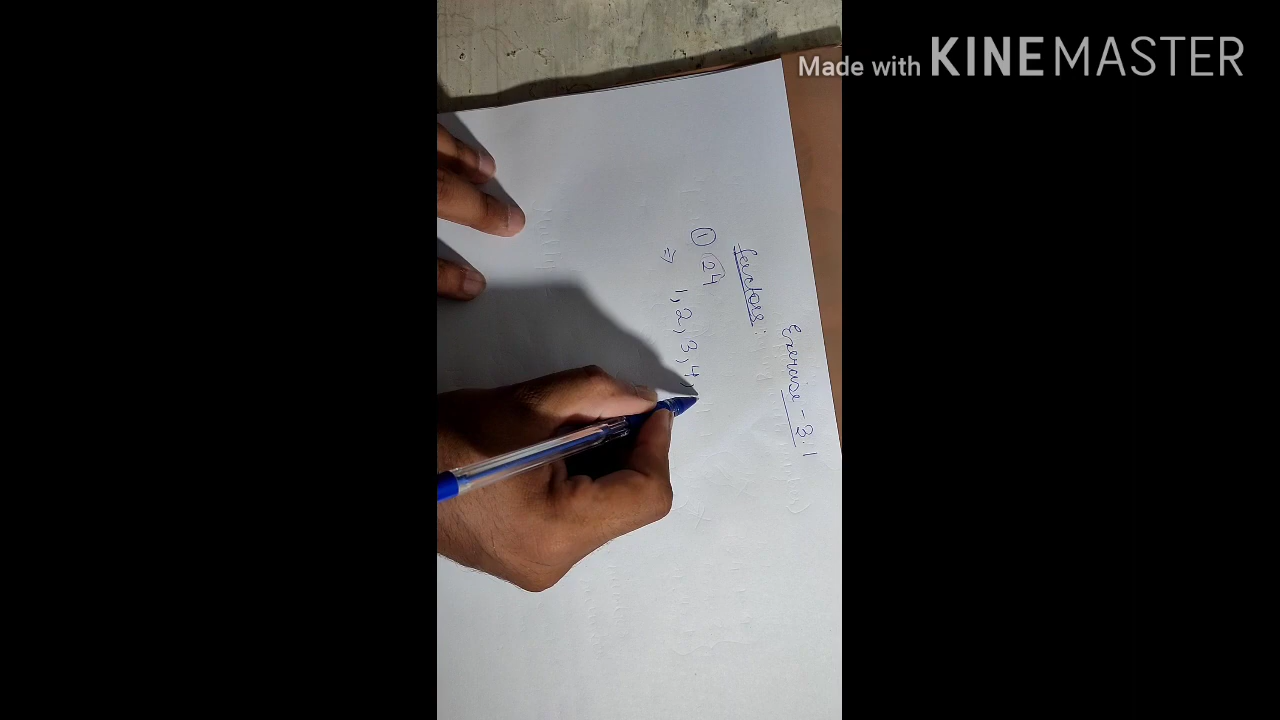 Made with KINEMASTER
Exercise - 3.1
factors:
① 24
⇒ 1, 2, 3, 4,